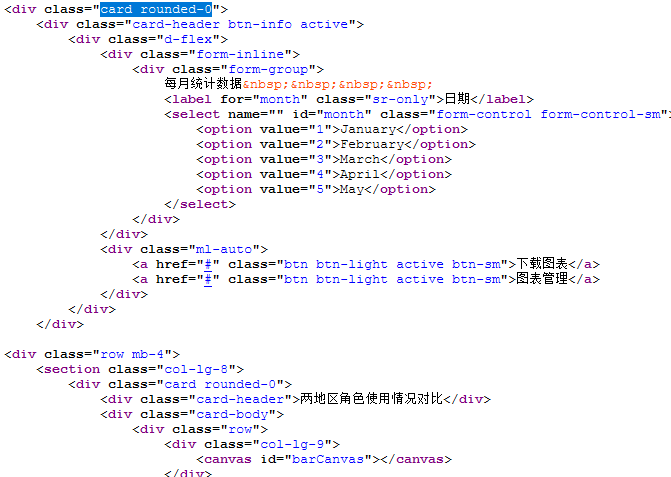 <div class="card rounded-0">
<div class="card-header btn-info active">
<div class="d-flex">
<div class="form-inline">
<div class="form-group">
每月统计数据&nbsp;&nbsp;&nbsp;&nbsp;
<label for="month" class="sr-only">日期</label>
<select name="" id="month" class="form-control form-control-sm"
<option value="1">January</option>
<option value="2">February</option>
<option value="3">March</option>
<option value="4">April</option>
<option value="5">May</option>
</select>
</div>
</div>
<div class="ml-auto">
<a href="#" class="btn btn-light active btn-sm">下载图表</a>
<a href="#" class="btn btn-light active btn-sm">图表管理</a>
</div>
</div>
</div>
<div class="row mb-4">
<section class="col-lg-8">
<div class="card rounded-0">
<div class="card-header">两地区角色使用情况对比</div>
<div class="card-body">
<div class="row">
<div class="col-lg-9">
<canvas id="barCanvas"></canvas>
</div>